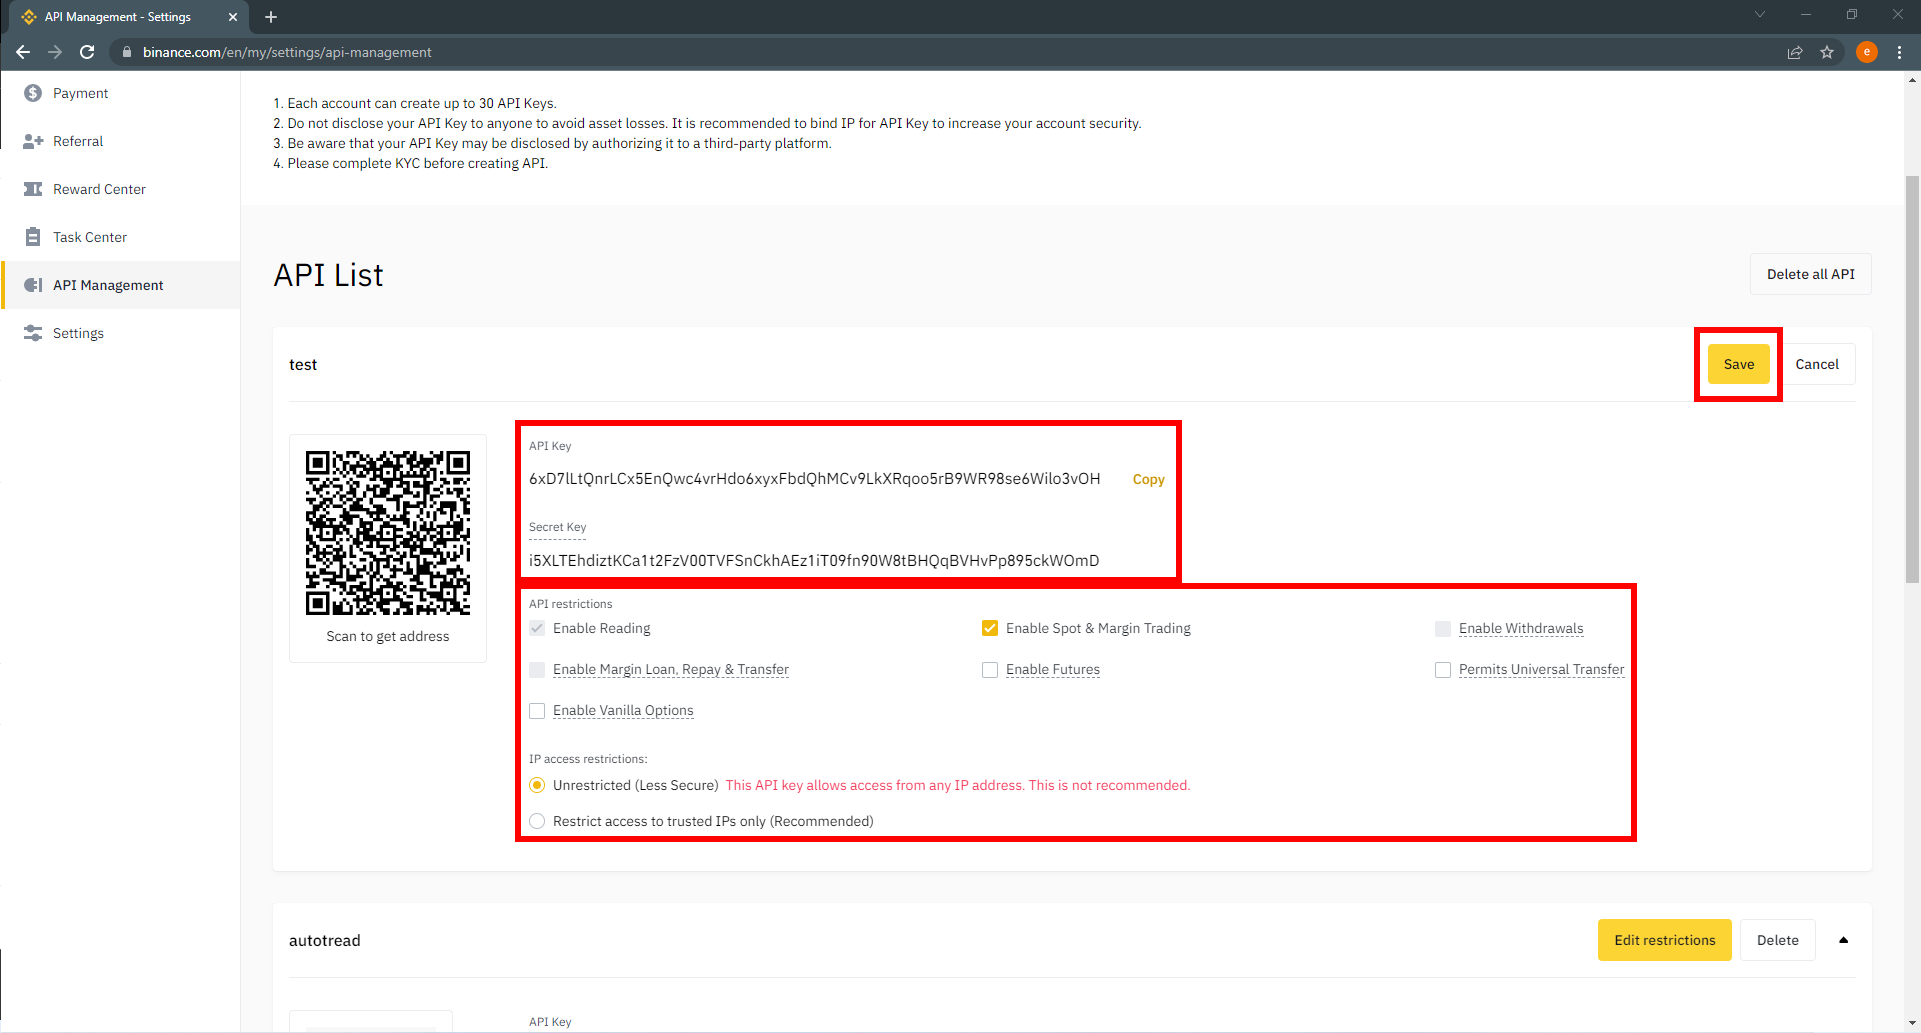 API Management - Settings
binance.com/en/my/settings/api-management
e
Payment
Referral
Reward Center
Task Center
API Management
Settings
1. Each account can create up to 30 API Keys.
2. Do not disclose your API Key to anyone to avoid asset losses. It is recommended to bind IP for API Key to increase your account security.
3. Be aware that your API Key may be disclosed by authorizing it to a third-party platform.
4. Please complete KYC before creating API.
API List
Delete all API
test
Save
Cancel
Scan to get address
API Key
6xD7lLtQnrLCx5EnQwc4vrHdo6xyxFbdQhMCv9LkXRqoo5rB9WR98se6Wilo3vOH
Copy
Secret Key
i5XLTEhdiztKCa1t2FzV00TVFSnCkhAEz1iT09fn90W8tBHQqBVHvPp895ckWOmD
API restrictions
Enable Reading
Enable Spot & Margin Trading
Enable Withdrawals
Enable Margin Loan, Repay & Transfer
Enable Futures
Permits Universal Transfer
Enable Vanilla Options
IP access restrictions:
Unrestricted (Less Secure) This API key allows access from any IP address. This is not recommended.
Restrict access to trusted IPs only (Recommended)
autotread
Edit restrictions
Delete
API Key